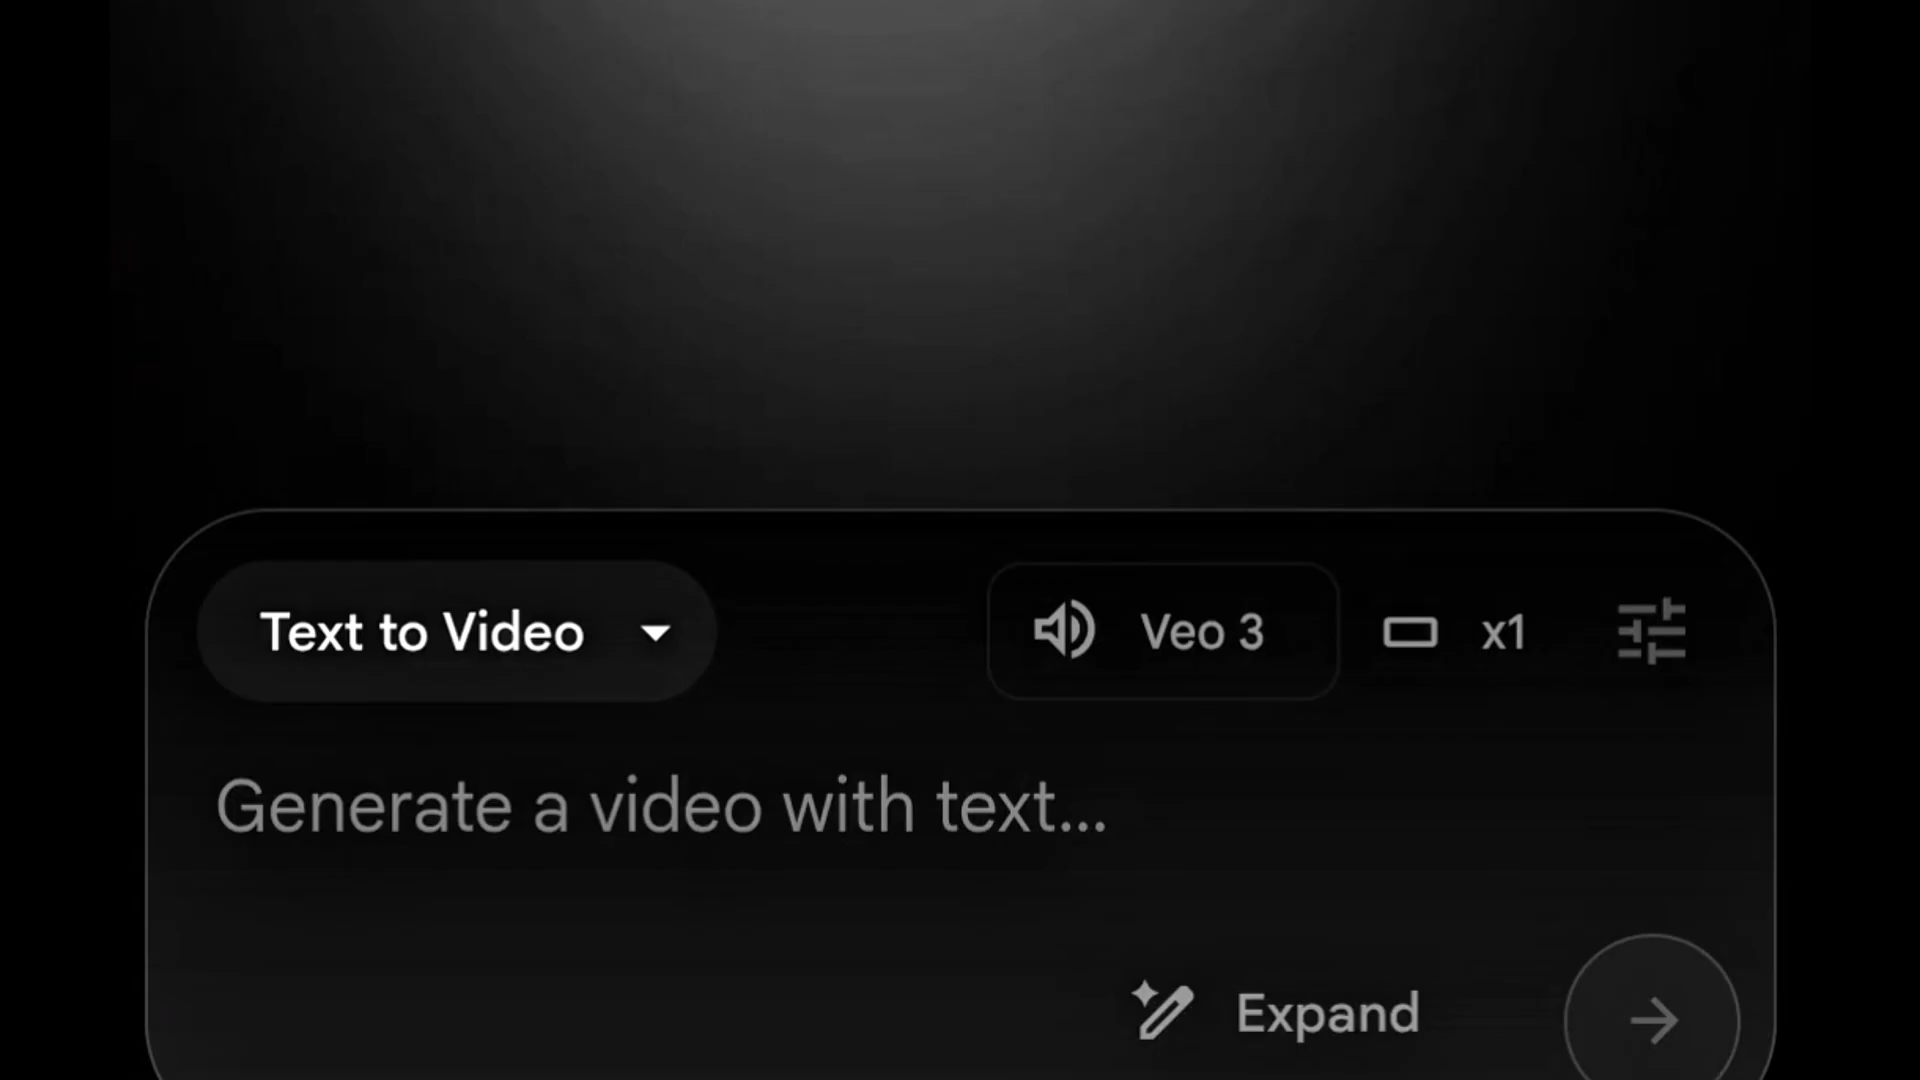 Text to Video
Veo 3
x1
Generate a video with text...
Expand